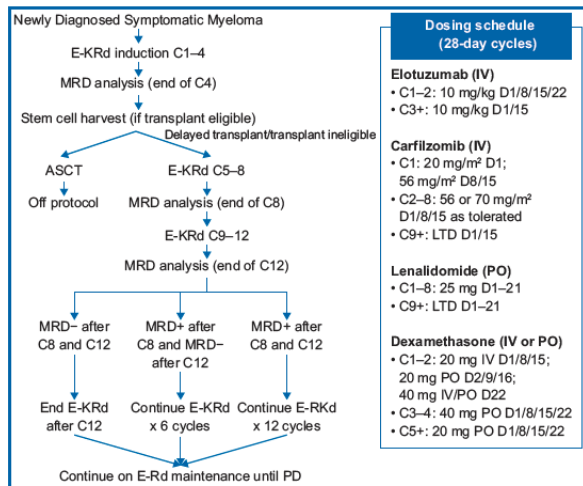 Newly Diagnosed Symptomatic Myeloma
E-KRd induction C1–4
MRD analysis (end of C4)
Stem cell harvest (if transplant eligible)
Delayed transplant/transplant ineligible
ASCT
Off protocol
E-KRd C5–8
MRD analysis (end of C8)
E-KRd C9–12
MRD analysis (end of C12)
MRD− after
C8 and C12
MRD+ after
C8 and MRD−
after C12
MRD+ after
C8 and C12
End E-KRd
after C12
Continue E-KRd
x 6 cycles
Continue E-RKd
x 12 cycles
Continue on E-Rd maintenance until PD
Dosing schedule
(28-day cycles)
Elotuzumab (IV)
• C1–2: 10 mg/kg D1/8/15/22
• C3+: 10 mg/kg D1/15
Carfilzomib (IV)
• C1: 20 mg/m² D1;
56 mg/m² D8/15
• C2–8: 56 or 70 mg/m²
D1/8/15 as tolerated
• C9+: LTD D1/15
Lenalidomide (PO)
• C1–8: 25 mg D1–21
• C9+: LTD D1–21
Dexamethasone (IV or PO)
• C1–2: 20 mg IV D1/8/15;
20 mg PO D2/9/16;
40 mg IV/PO D22
• C3–4: 40 mg PO D1/8/15/22
• C5+: 20 mg PO D1/8/15/22